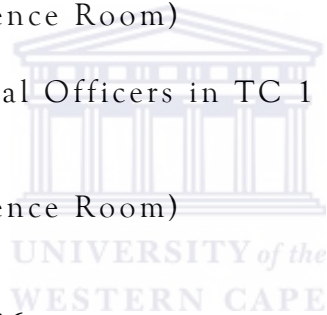 ence Room)
al Officers in TC 1
ence Room)
UNIVERSITY of the
WESTERN CAPE